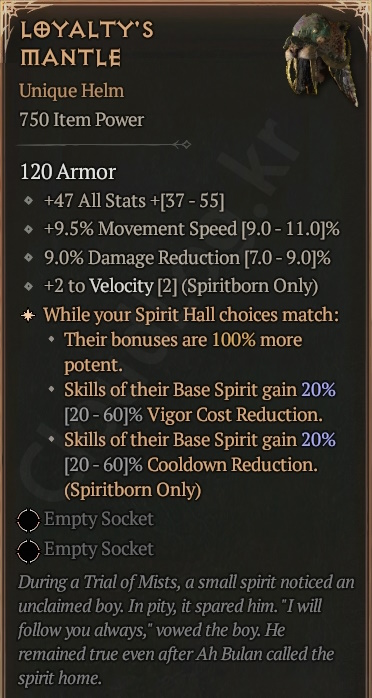 LOYALTY'S
MANTLE
Unique Helm
750 Item Power
120 Armor
+47 All Stats +[37 - 55]
+9.5% Movement Speed [9.0 - 11.0]%
9.0% Damage Reduction [7.0 - 9.0]%
+2 to Velocity [2] (Spiritborn Only)
While your Spirit Hall choices match:
Their bonuses are 100% more
potent.
Skills of their Base Spirit gain 20%
[20 - 60]% Vigor Cost Reduction.
Skills of their Base Spirit gain 20%
[20 - 60]% Cooldown Reduction.
(Spiritborn Only)
Empty Socket
Empty Socket
During a Trial of Mists, a small spirit noticed an
unclaimed boy. In pity, it spared him. "I will
follow you always," vowed the boy. He
remained true even after Ah Bulan called the
spirit home.